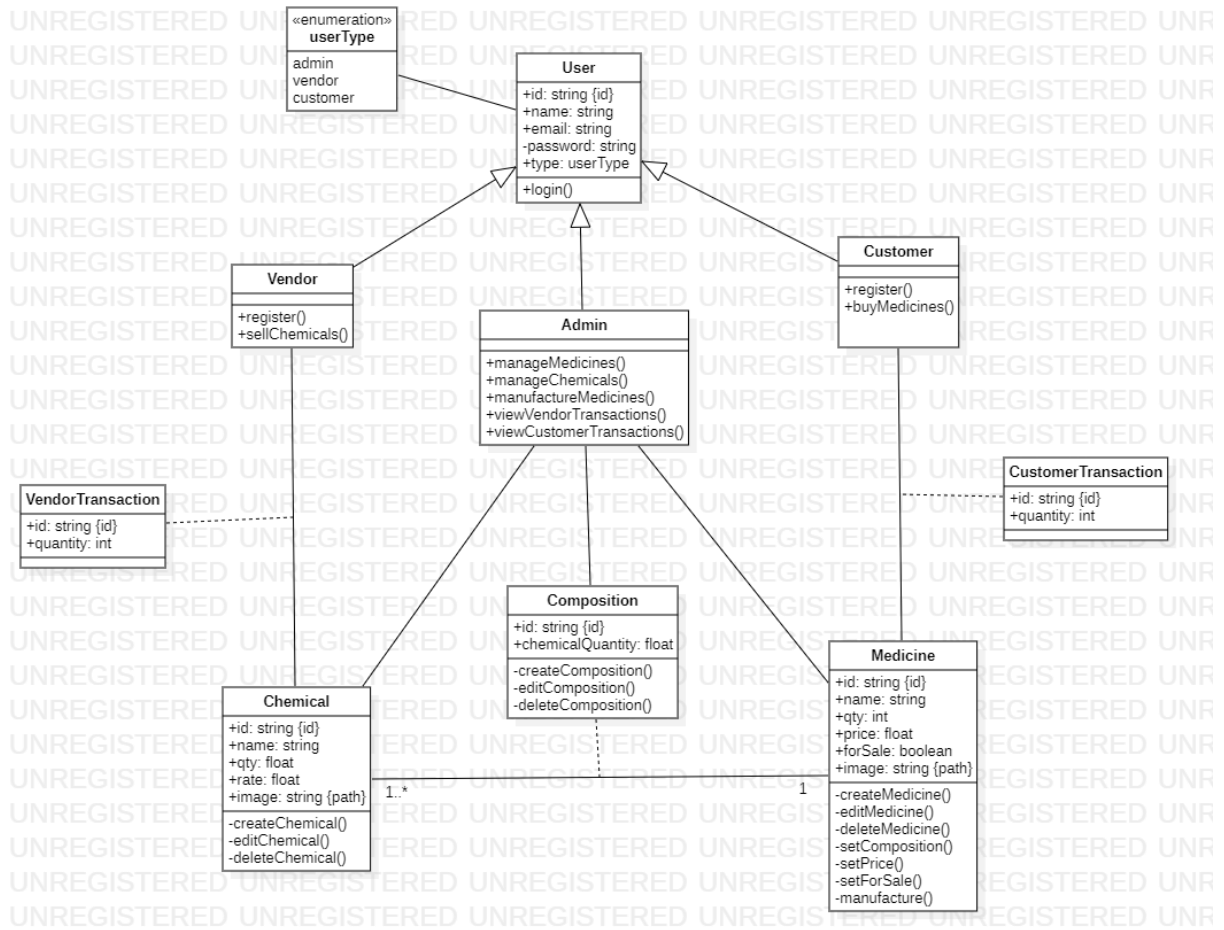 «enumeration»
userType
admin
vendor
customer
User
+id: string {id}
+name: string
+email: string
-password: string
+type: userType
+login()
Vendor
+register()
+sellChemicals()
Admin
+manageMedicines()
+manageChemicals()
+manufactureMedicines()
+viewVendorTransactions()
+viewCustomerTransactions()
Customer
+register()
+buyMedicines()
VendorTransaction
+id: string {id}
+quantity: int
CustomerTransaction
+id: string {id}
+quantity: int
Composition
+id: string {id}
+chemicalQuantity: float
-createComposition()
-editComposition()
-deleteComposition()
Chemical
+id: string {id}
+name: string
+qty: float
+rate: float
+image: string {path}
-createChemical()
-editChemical()
-deleteChemical()
1..*
1
Medicine
+id: string {id}
+name: string
+qty: int
+price: float
+forSale: boolean
+image: string {path}
-createMedicine()
-editMedicine()
-deleteMedicine()
-setComposition()
-setPrice()
-setForSale()
-manufacture()
UNREGISTERED